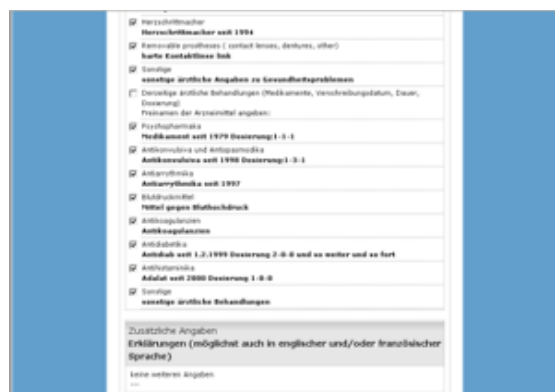 Herzschrittmacher
Herzschrittmacher seit 1994
Removable prostheses ( contact lenses, dentures, other)
harte Kontaktlinse link
Sonstige
sonstige ärztliche Angaben zu Gesundheitsproblemen
Derzeitige ärztliche Behandlungen (Medikamente, Verschreibungsdatum, Dauer,
Dosierung)
Freinamen der Arzneimittel angeben:
Psychopharmaka
Medikament seit 1979 Dosierung:1-1-1
Antikonvulsiva und Antispasmodika
Antikonvulsiva seit 1998 Dosierung:1-3-1
Antiarrythmika
Antiarrythmika seit 1997
Blutdruckmittel
Mittel gegen Bluthochdruck
Antikoagulanzien
Antikoagulanzien
Antidiabetika
Antidiab seit 1.2.1999 Dosierung 2-0-0 und so weiter und so fort
Antihistaminika
Adalat seit 2000 Dosierung 1-0-0
Sonstige
sonstige ärztliche Behandlungen
Zusätzliche Angaben
Erklärungen (möglichst auch in englischer und/oder französischer
Sprache)
keine weiteren Angaben
---